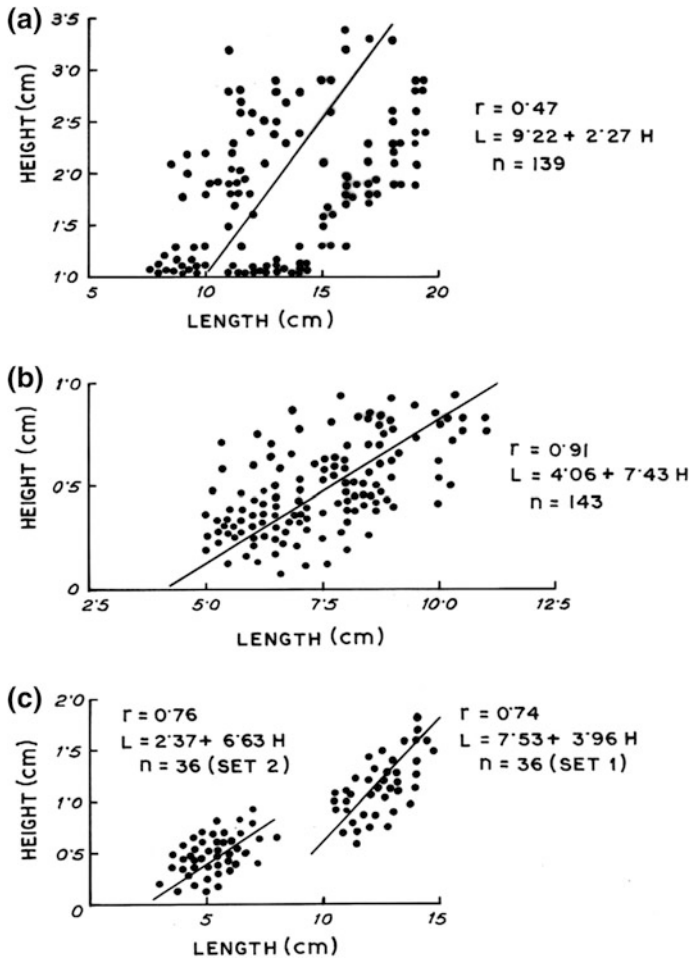 (a)
3·5
3·0
2·5
2·0
1·5
1·0
HEIGHT (cm)
5
10
15
20
LENGTH (cm)
r = 0·47
L = 9·22 + 2·27 H
n = 139
(b)
1·0
0·5
0
HEIGHT (cm)
2·5
5·0
7·5
10·0
12·5
LENGTH (cm)
r = 0·91
L = 4·06 + 7·43 H
n = 143
(c)
2·0
1·5
1·0
0·5
0
HEIGHT (cm)
5
10
15
LENGTH (cm)
r = 0·76
L = 2·37 + 6·63 H
n = 36 (SET 2)
r = 0·74
L = 7·53 + 3·96 H
n = 36 (SET 1)